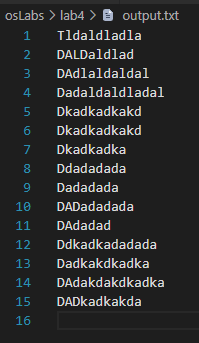 osLabs > lab4 > output.txt
1 Tldaldladla
2 DALDaldlad
3 DAdlaldaldal
4 Dadaldaldladal
5 Dkadkadkakd
6 Dkadkadkakd
7 Dkadkadka
8 Ddadadada
9 Dadadada
10 DADadadada
11 DAdadad
12 Ddkadkadadada
13 Dadkakdkadka
14 DAdakdakdkadka
15 DADkadkakda
16